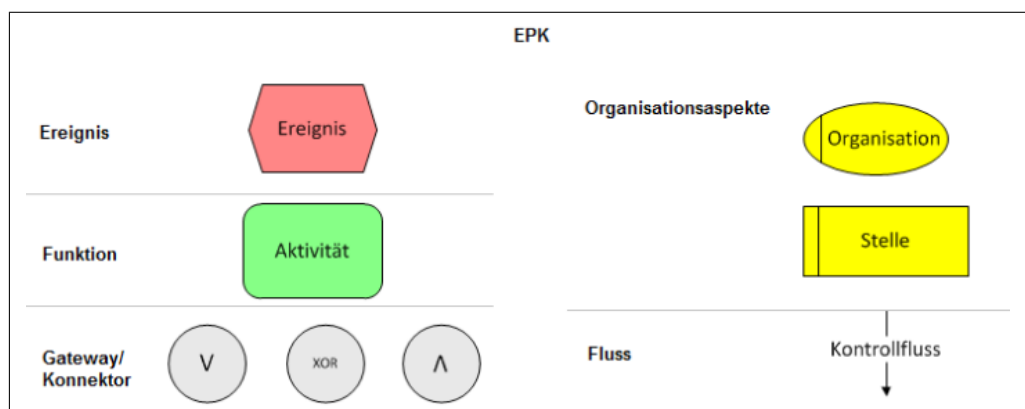 EPK
Ereignis
Ereignis
Funktion
Aktivität
Gateway/
Konnektor
V
XOR
Λ
Organisationsaspekte
Organisation
Stelle
Fluss
Kontrollfluss